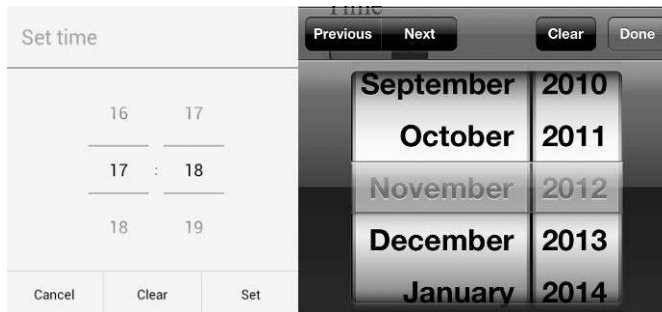 Set time
16 17
17 : 18
18 19
Cancel Clear Set
Time
Previous Next Clear Done
September 2010
October 2011
November 2012
December 2013
January 2014